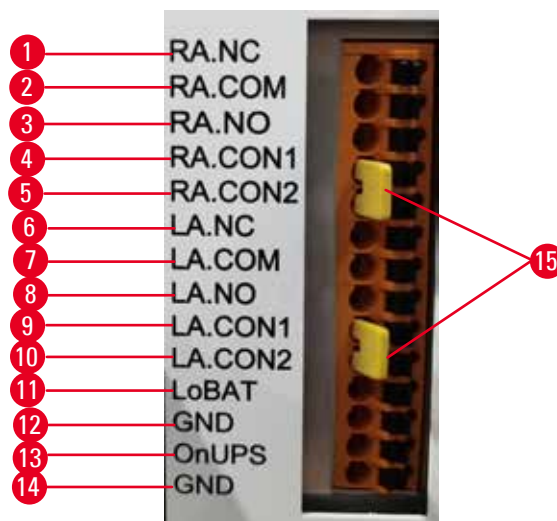 1 RA.NC
2 RA.COM
3 RA.NO
4 RA.CON1
5 RA.CON2
6 LA.NC
7 LA.COM
8 LA.NO
9 LA.CON1
10 LA.CON2
11 LoBAT
12 GND
13 OnUPS
14 GND
15